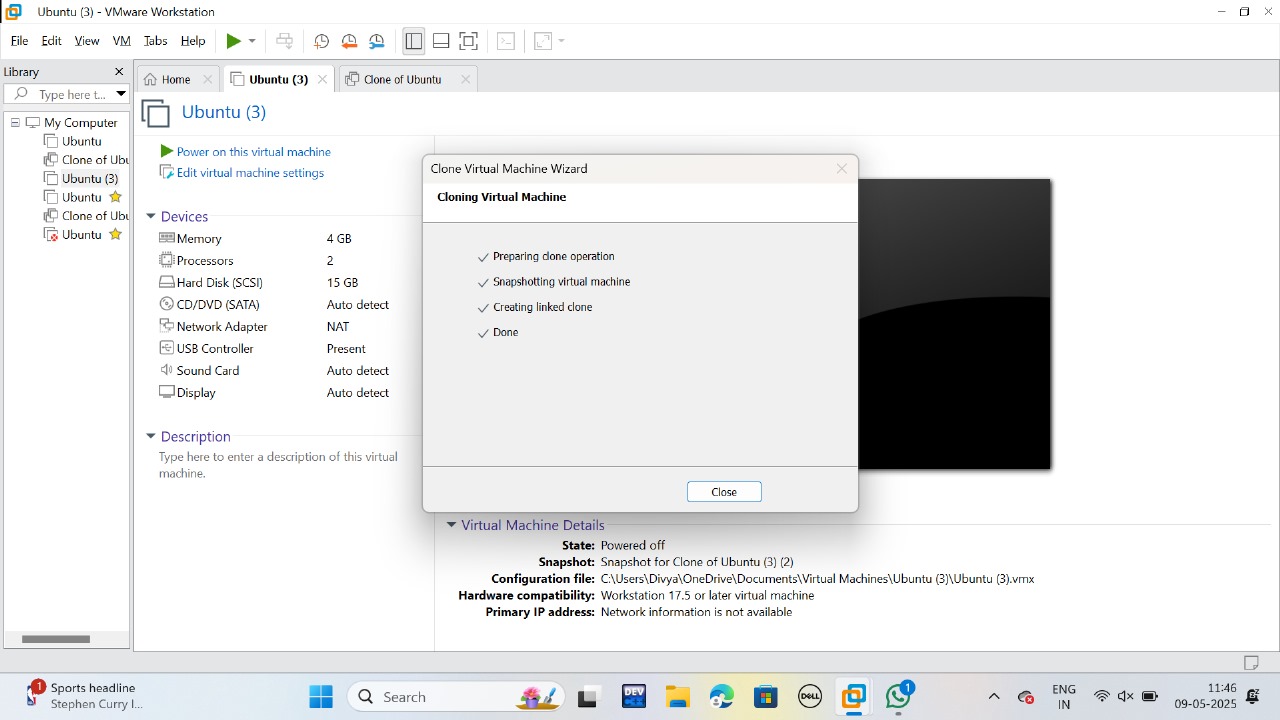 Ubuntu (3) - VMware Workstation
File Edit View VM Tabs Help
Library
Type here t...
My Computer
Ubuntu
Clone of Ubu
Ubuntu (3)
Ubuntu
Clone of Ubu
Ubuntu
Home
Ubuntu (3)
Clone of Ubuntu
Ubuntu (3)
Power on this virtual machine
Edit virtual machine settings
Devices
Memory 4 GB
Processors 2
Hard Disk (SCSI) 15 GB
CD/DVD (SATA) Auto detect
Network Adapter NAT
USB Controller Present
Sound Card Auto detect
Display Auto detect
Description
Type here to enter a description of this virtual
machine.
Clone Virtual Machine Wizard
Cloning Virtual Machine
Preparing clone operation
Snapshotting virtual machine
Creating linked clone
Done
Close
Virtual Machine Details
State: Powered off
Snapshot: Snapshot for Clone of Ubuntu (3) (2)
Configuration file: C:\Users\Divya\OneDrive\Documents\Virtual Machines\Ubuntu (3)\Ubuntu (3).vmx
Hardware compatibility: Workstation 17.5 or later virtual machine
Primary IP address: Network information is not available
1
Sports headline
Stephen Curry I...
Search
DEV
DELL
1
ENG
IN
11:46
09-05-2025